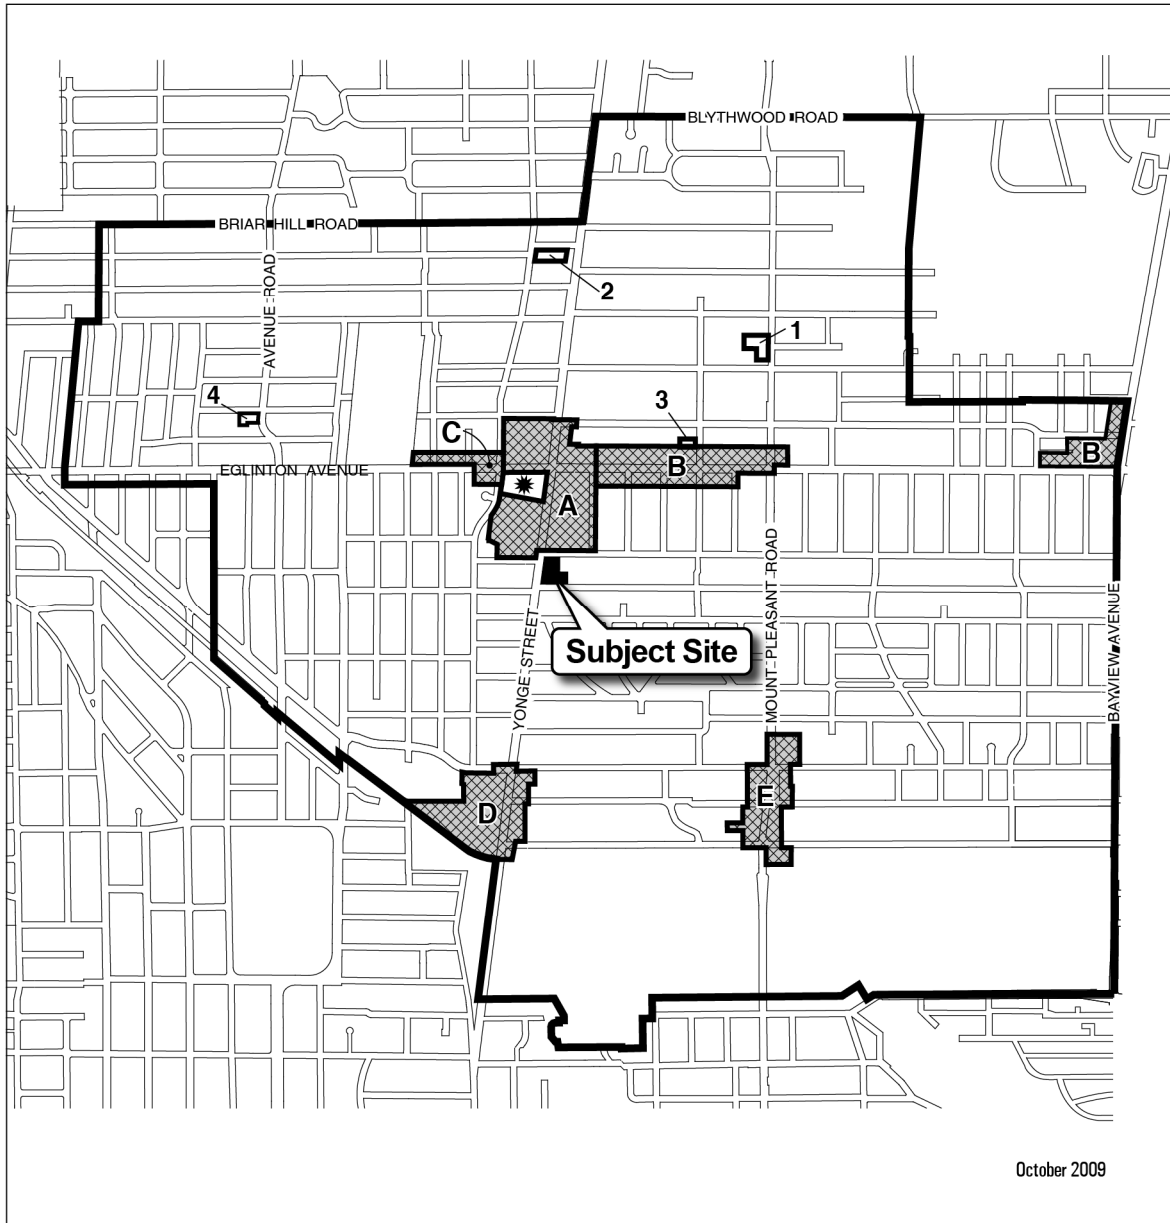 BLYTHWOOD ROAD
BRIAR HILL ROAD
AVENUE ROAD
2
1
4
3
C
B
B
EGLINTON AVENUE
A
MOUNT PLEASANT ROAD
BAYVIEW AVENUE
YONGE STREET
Subject Site
D
E
October 2009